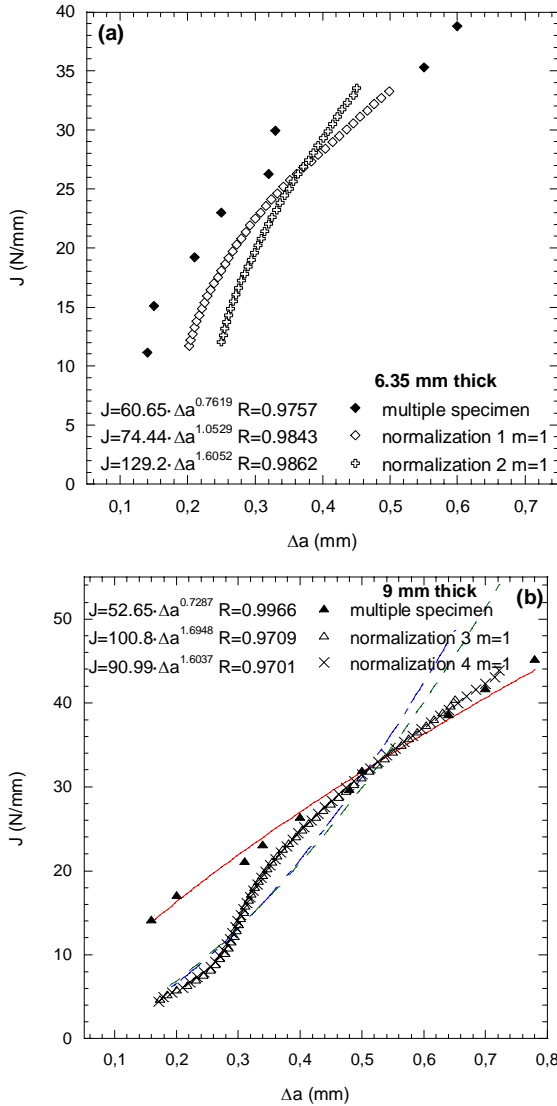 (a)
40
35
30
25
20
15
10
5
0
J (N/mm)
6.35 mm thick
J=60.65·Δa^0.7619 R=0.9757 ◆ multiple specimen
J=74.44·Δa^1.0529 R=0.9843 ◇ normalization 1 m=1
J=129.2·Δa^1.6052 R=0.9862 normalization 2 m=1
0,1 0,2 0,3 0,4 0,5 0,6 0,7
Δa (mm)
(b)
9 mm thick
J=52.65·Δa^0.7287 R=0.9966 ▲ multiple specimen
J=100.8·Δa^1.6948 R=0.9709 △ normalization 3 m=1
J=90.99·Δa^1.6037 R=0.9701 × normalization 4 m=1
50
40
30
20
10
0
J (N/mm)
0,1 0,2 0,3 0,4 0,5 0,6 0,7 0,8
Δa (mm)